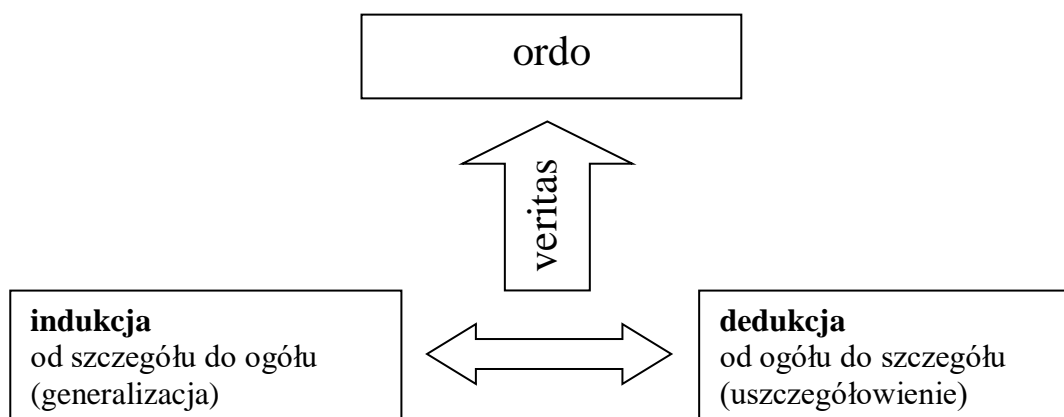 ordo
veritas
indukcja
od szczegółu do ogółu
(generalizacja)
dedukcja
od ogółu do szczegółu
(uszczegółowienie)